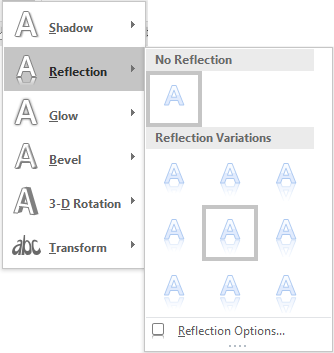 Shadow
Reflection
Glow
Bevel
3-D Rotation
abc Transform
No Reflection
A
Reflection Variations
A A A
A A A
A A A
Reflection Options...